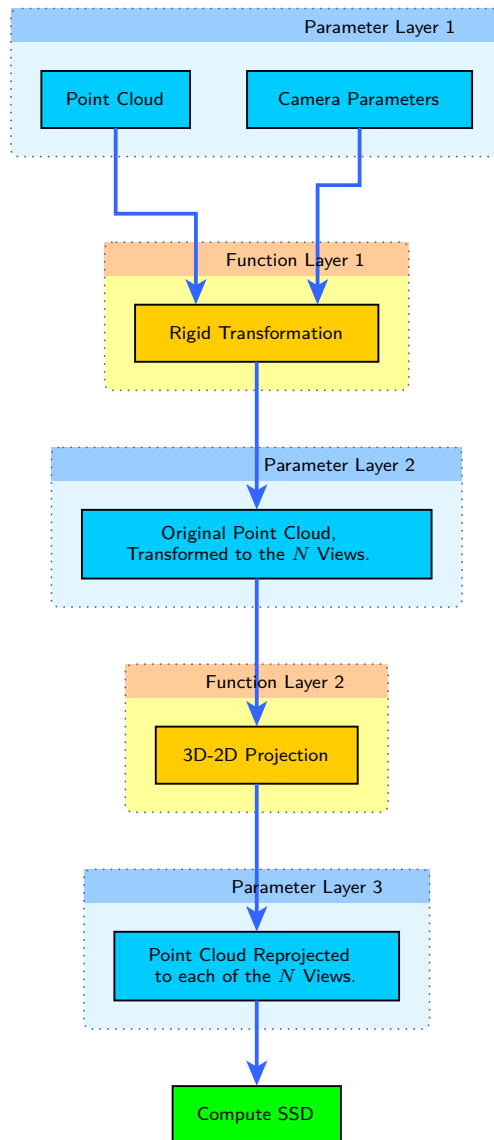 Parameter Layer 1
Point Cloud
Camera Parameters
Function Layer 1
Rigid Transformation
Parameter Layer 2
Original Point Cloud,
Transformed to the N Views.
Function Layer 2
3D-2D Projection
Parameter Layer 3
Point Cloud Reprojected
to each of the N Views.
Compute SSD